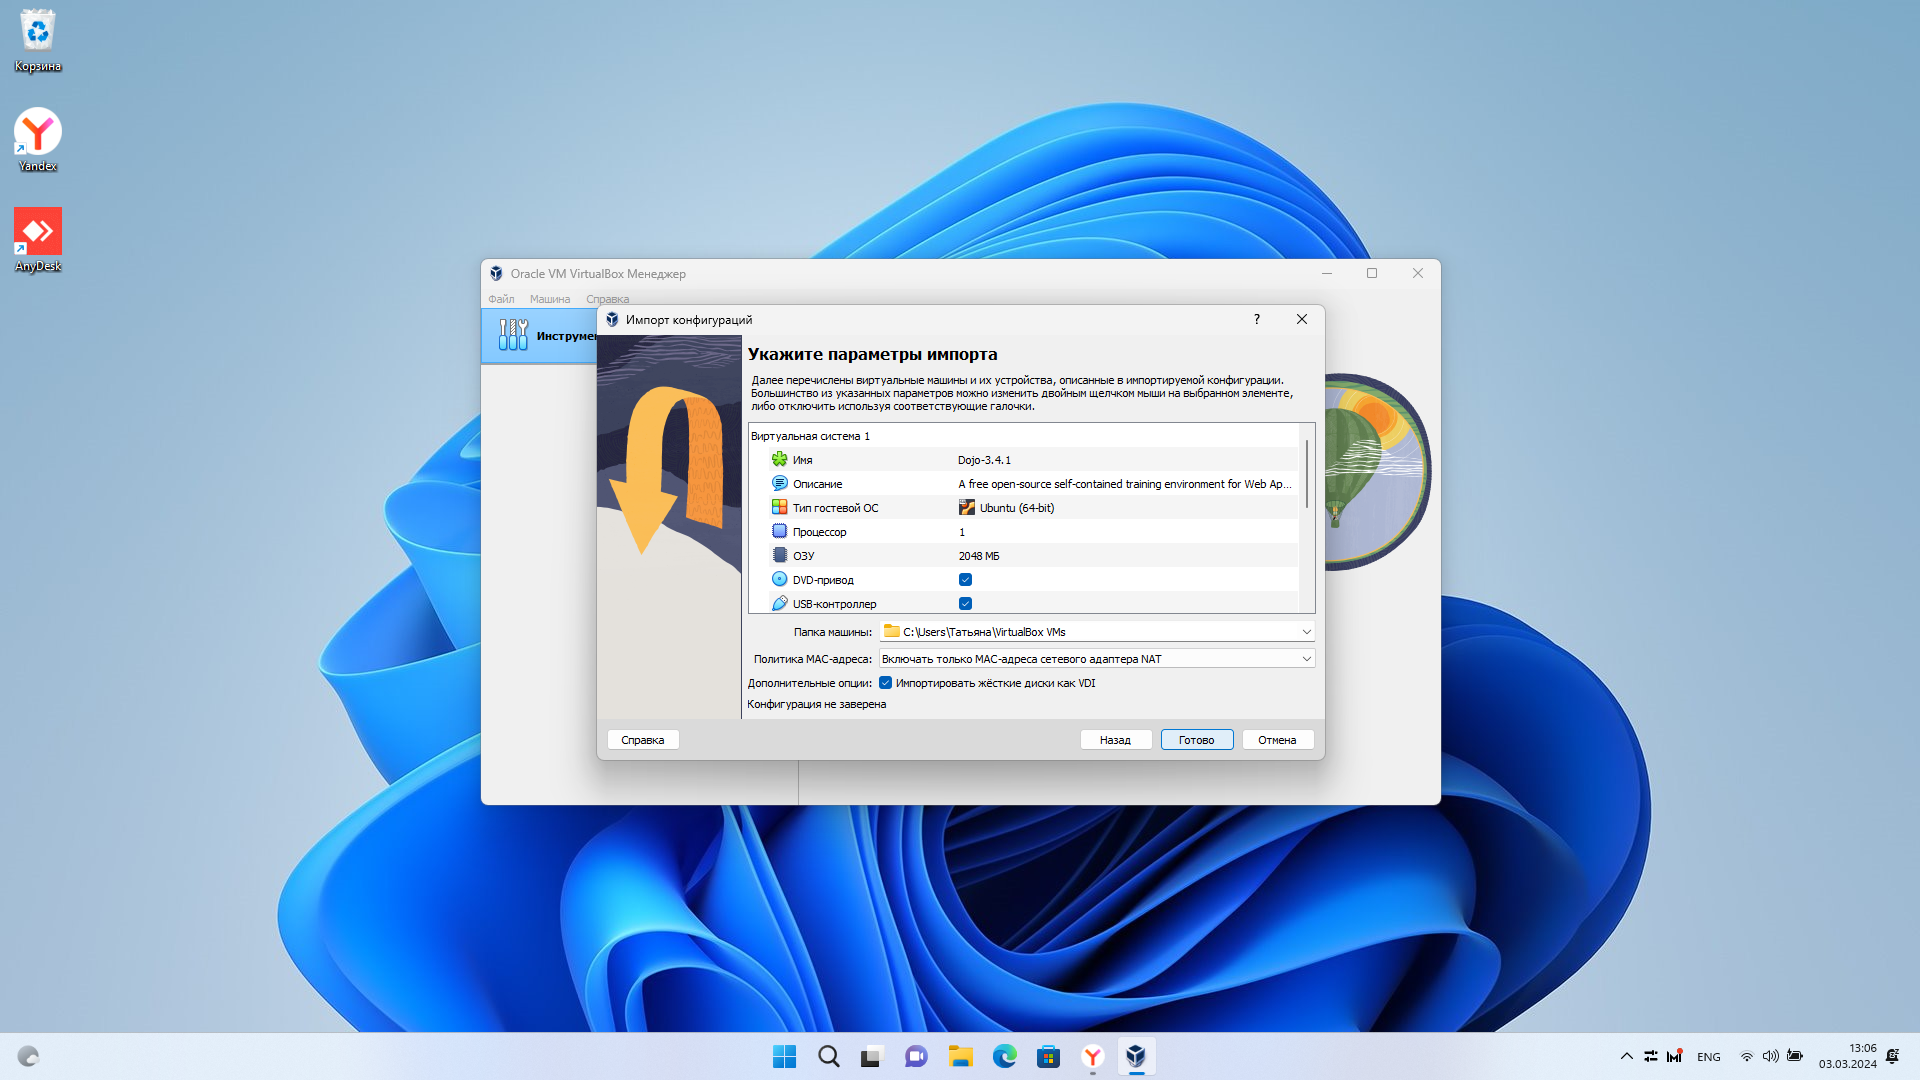 Корзина
Yandex
AnyDesk
Oracle VM VirtualBox Менеджер
Файл Машина Справка
Импорт конфигураций
?
Укажите параметры импорта
Далее перечислены виртуальные машины и их устройства, описанные в импортируемой конфигурации.
Большинство из указанных параметров можно изменить двойным щелчком мыши на выбранном элементе,
либо отключить используя соответствующие галочки.
Виртуальная система 1
Имя Dojo-3.4.1
Описание A free open-source self-contained training environment for Web Ap...
Тип гостевой ОС Ubuntu (64-bit)
Процессор 1
ОЗУ 2048 МБ
DVD-привод
USB-контроллер
Папка машины: C:\Users\Татьяна\VirtualBox VMs
Политика MAC-адреса: Включать только MAC-адреса сетевого адаптера NAT
Дополнительные опции: Импортировать жёсткие диски как VDI
Конфигурация не заверена
Справка Назад Готово Отмена
ENG
13:06
03.03.2024